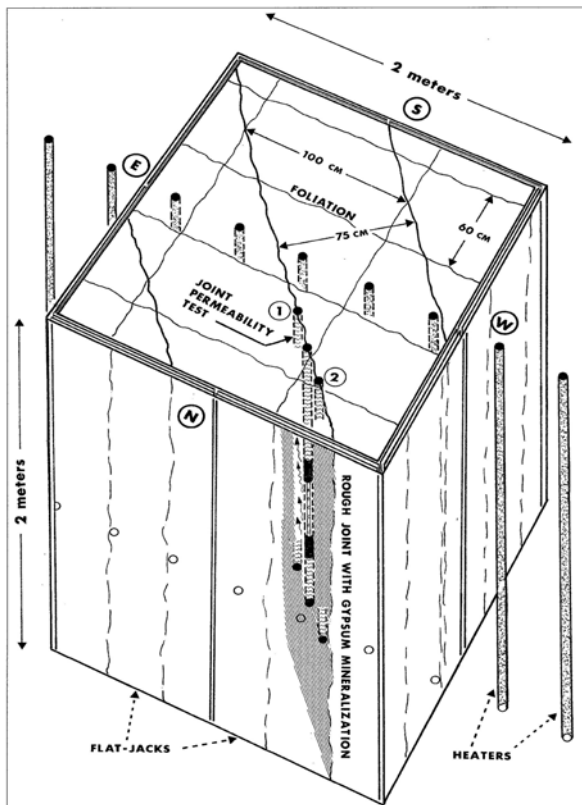 2 meters
S
E
100 CM
FOLIATION
60 CM
75 CM
JOINT
PERMEABILITY
TEST
1
W
2
N
2 meters
ROUGH JOINT WITH GYPSUM MINERALIZATION
FLAT-JACKS
HEATERS